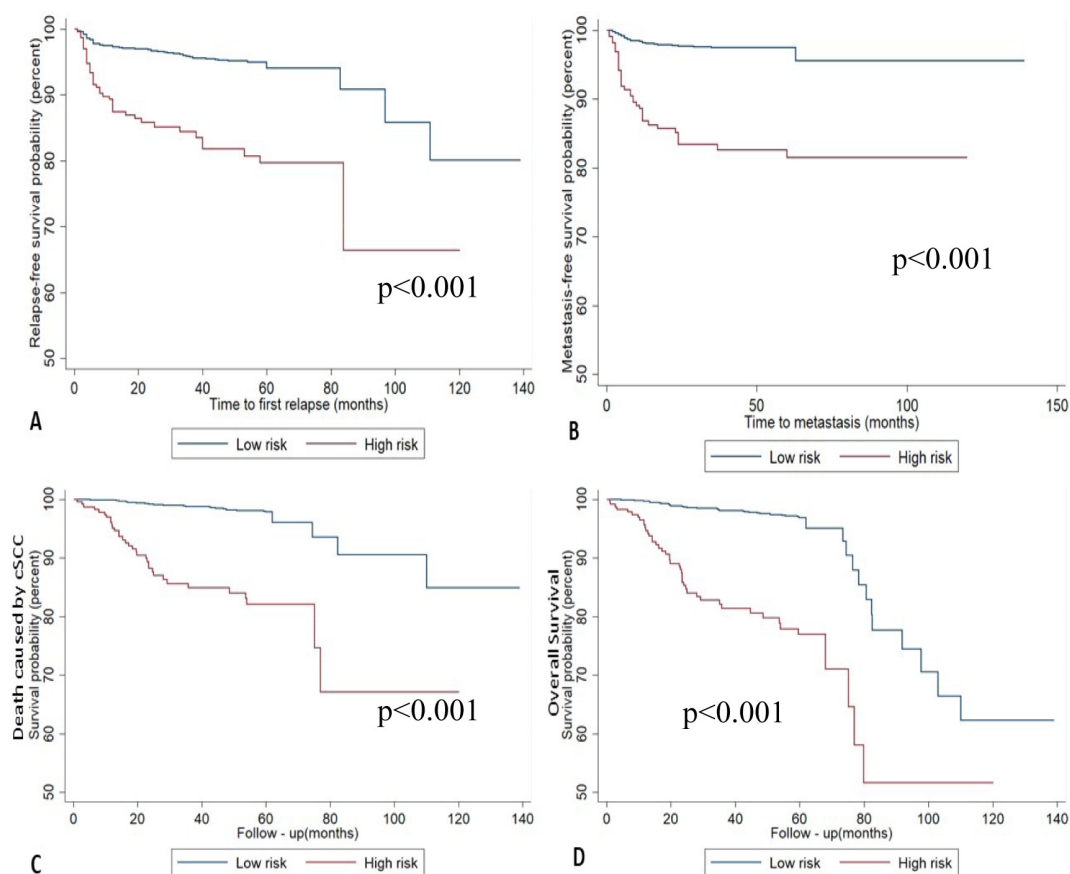 Relapse-free survival probability (percent)
100
90
80
70
60
50
0 20 40 60 80 100 120 140
Time to first relapse (months)
p<0.001
A
Low risk High risk
Metastasis-free survival probability (percent)
100
90
80
70
60
50
0 50 100 150
Time to metastasis (months)
p<0.001
B
Low risk High risk
Death caused by cSCC
Survival probability (percent)
100
90
80
70
60
50
0 20 40 60 80 100 120 140
Follow - up(months)
p<0.001
C
Low risk High risk
Overall Survival
Survival probability (percent)
100
90
80
70
60
50
0 20 40 60 80 100 120 140
Follow - up(months)
p<0.001
D
Low risk High risk